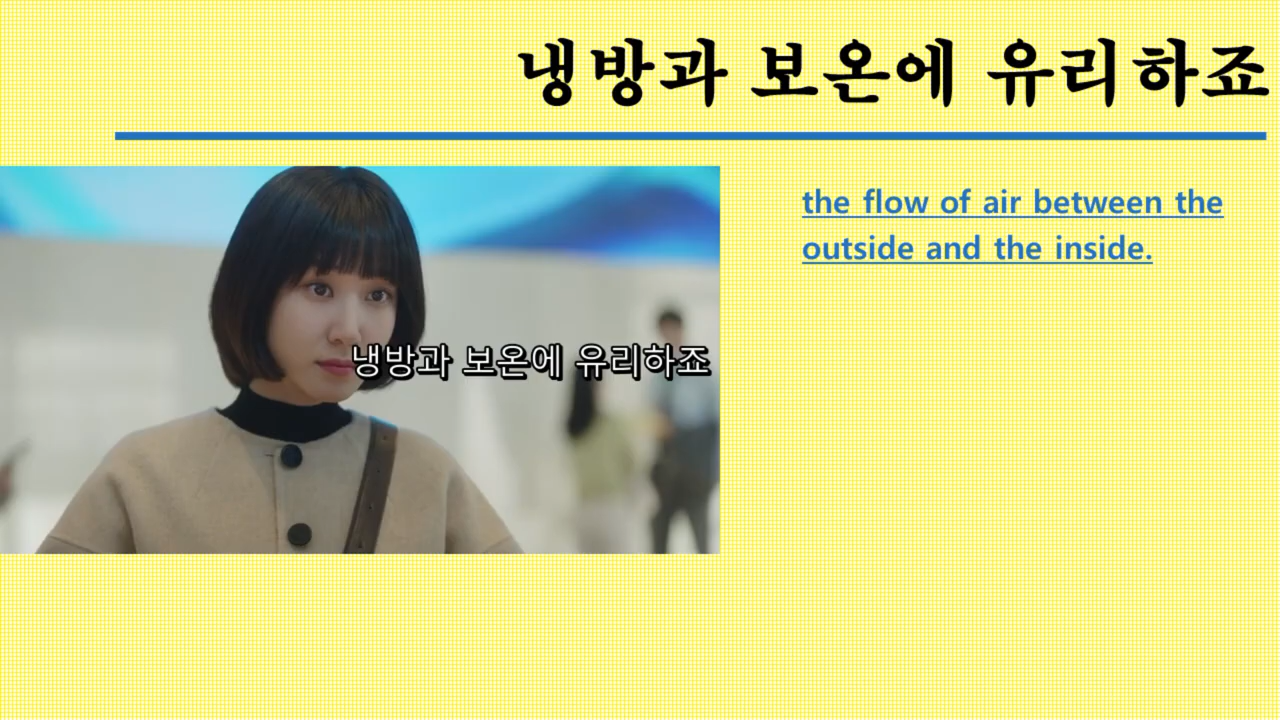 냉방과 보온에 유리하죠
the flow of air between the
outside and the inside.
냉방과 보온에 유리하죠